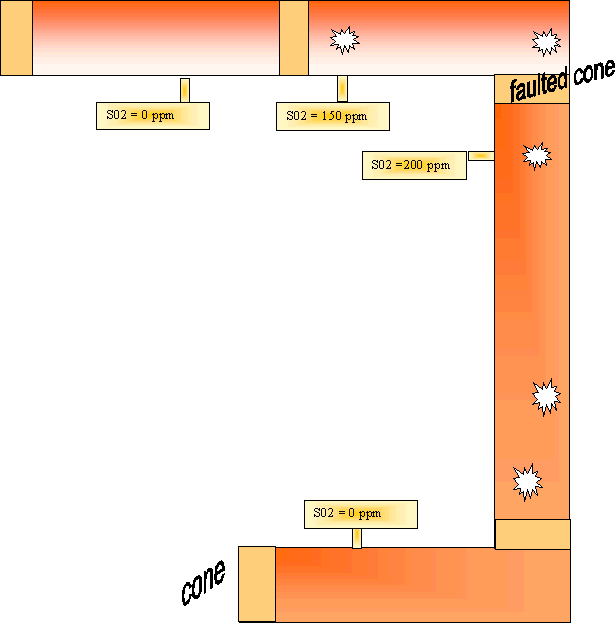 faulted cone
S02 = 0 ppm
S02 = 150 ppm
S02 =200 ppm
S02 = 0 ppm
cone